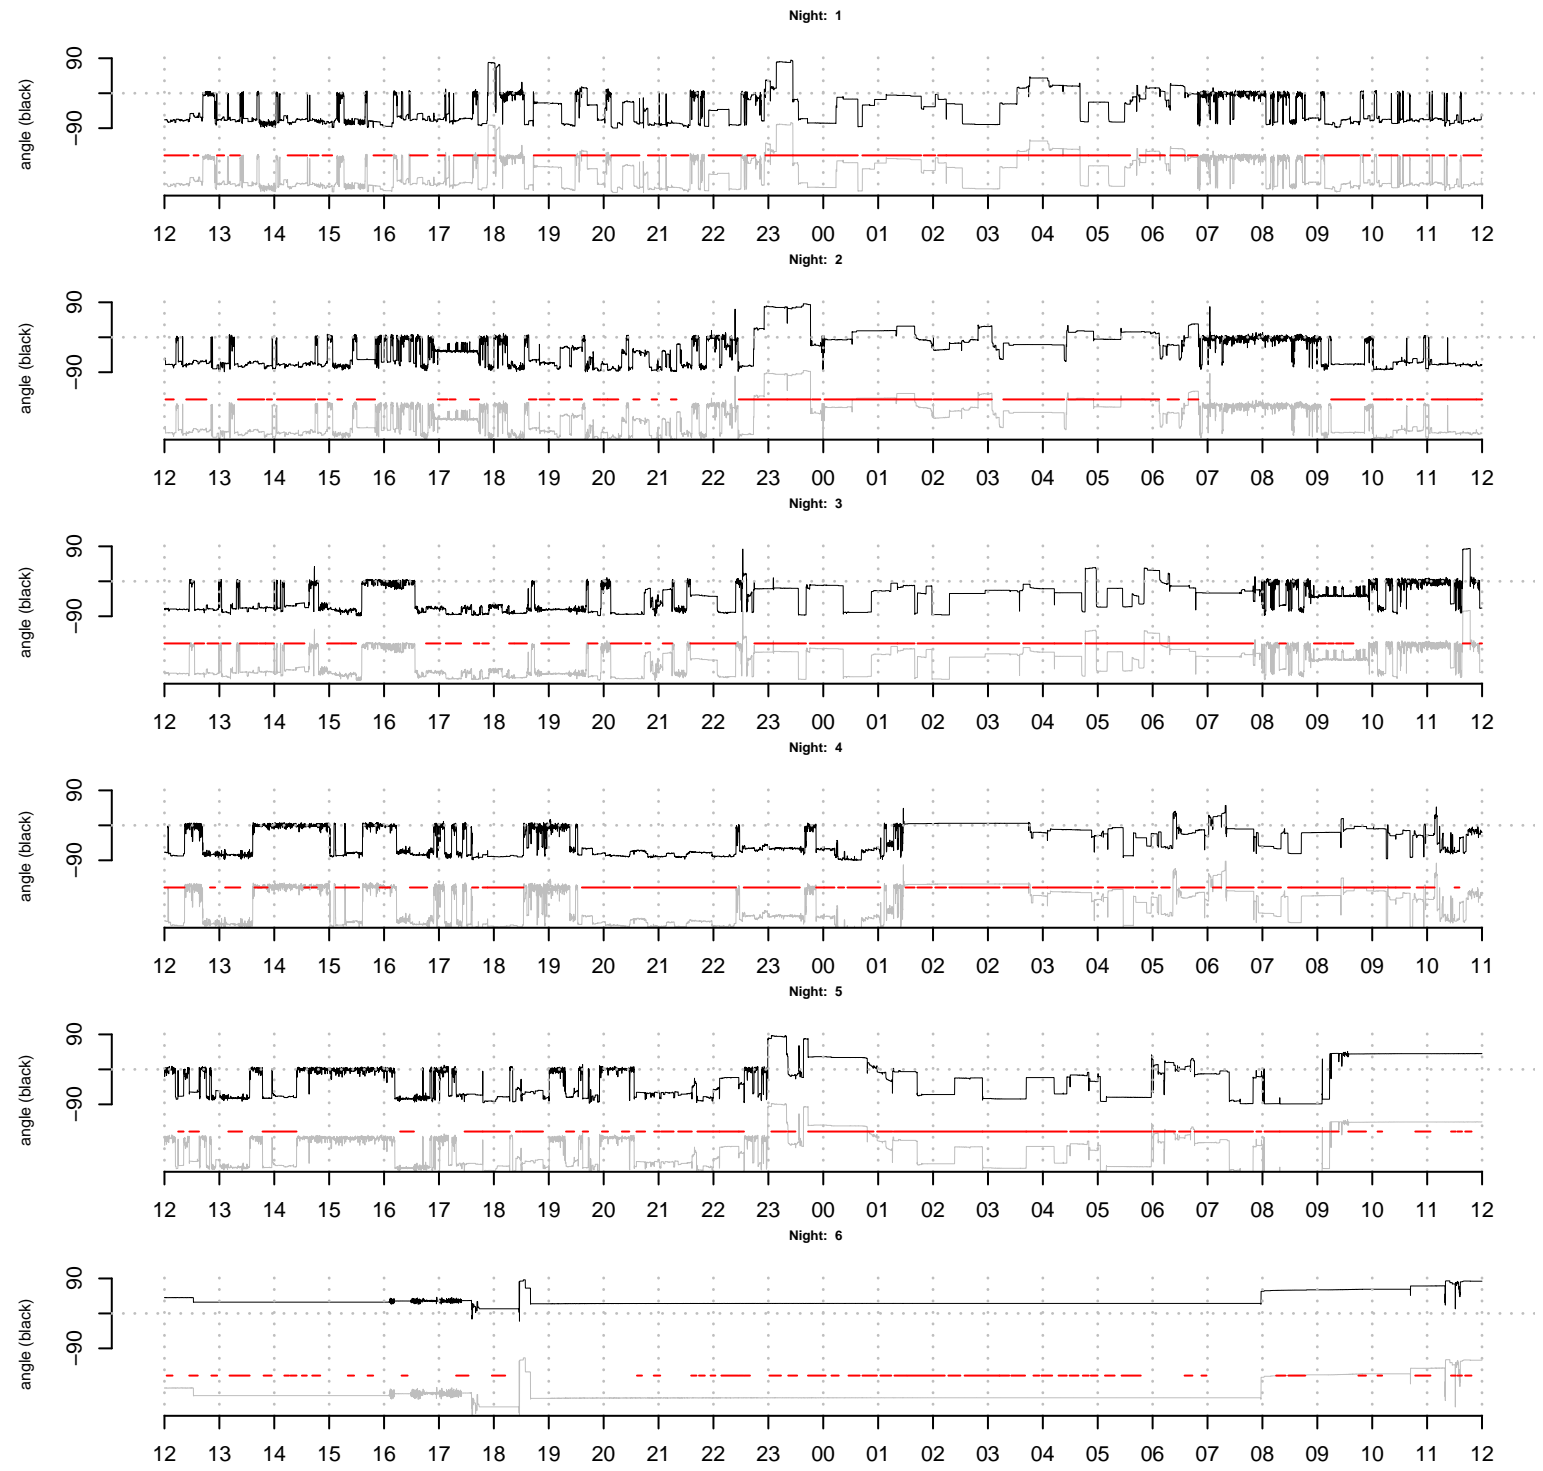 Night: 1
angle (black)
90
-90
12 13 14 15 16 17 18 19 20 21 22 23 00 01 02 03 04 05 06 07 08 09 10 11 12
Night: 2
angle (black)
90
-90
12 13 14 15 16 17 18 19 20 21 22 23 00 01 02 03 04 05 06 07 08 09 10 11 12
Night: 3
angle (black)
90
-90
12 13 14 15 16 17 18 19 20 21 22 23 00 01 02 03 04 05 06 07 08 09 10 11 12
Night: 4
angle (black)
90
-90
12 13 14 15 16 17 18 19 20 21 22 23 00 01 02 02 03 04 05 06 07 08 09 10 11
Night: 5
angle (black)
90
-90
12 13 14 15 16 17 18 19 20 21 22 23 00 01 02 03 04 05 06 07 08 09 10 11 12
Night: 6
angle (black)
90
-90
12 13 14 15 16 17 18 19 20 21 22 23 00 01 02 03 04 05 06 07 08 09 10 11 12